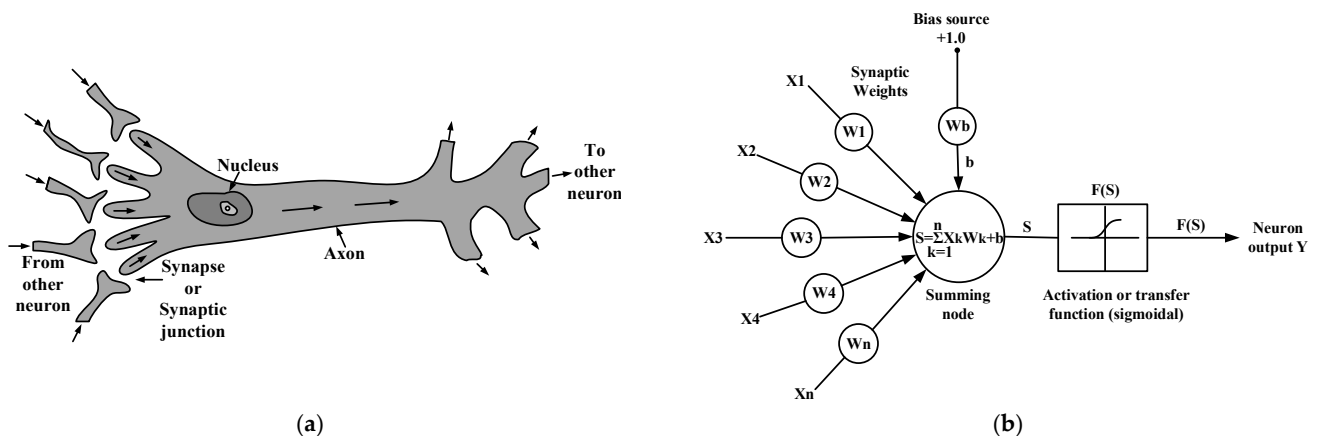 Nucleus
To
other
neuron
Axon
From
other
neuron
Synapse
or
Synaptic
junction
(a)
Bias source
+1.0
Synaptic
Weights
X1
W1
Wb
b
X2
W2
X3
W3
n
S=ΣXkWk+b
k=1
S
F(S)
F(S)
Neuron
output Y
X4
W4
Summing
node
Activation or transfer
function (sigmoidal)
Wn
Xn
(b)